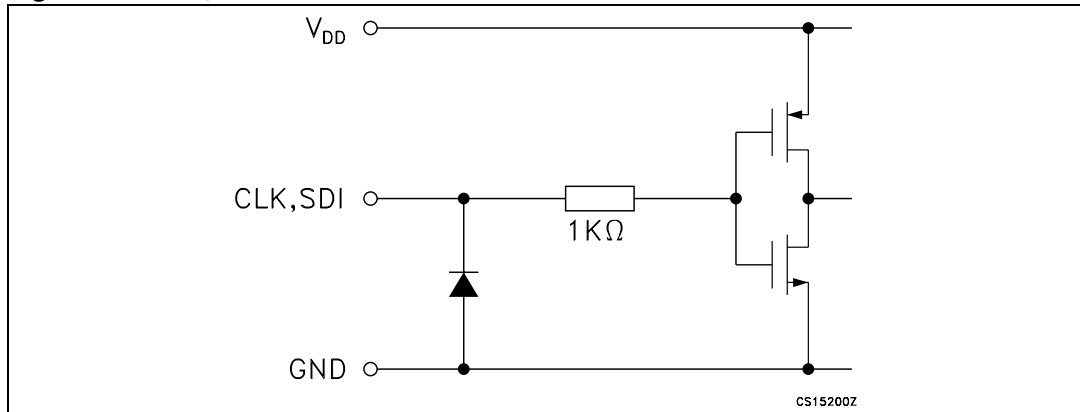 V_DD
CLK,SDI
1KΩ
GND
CS15200Z